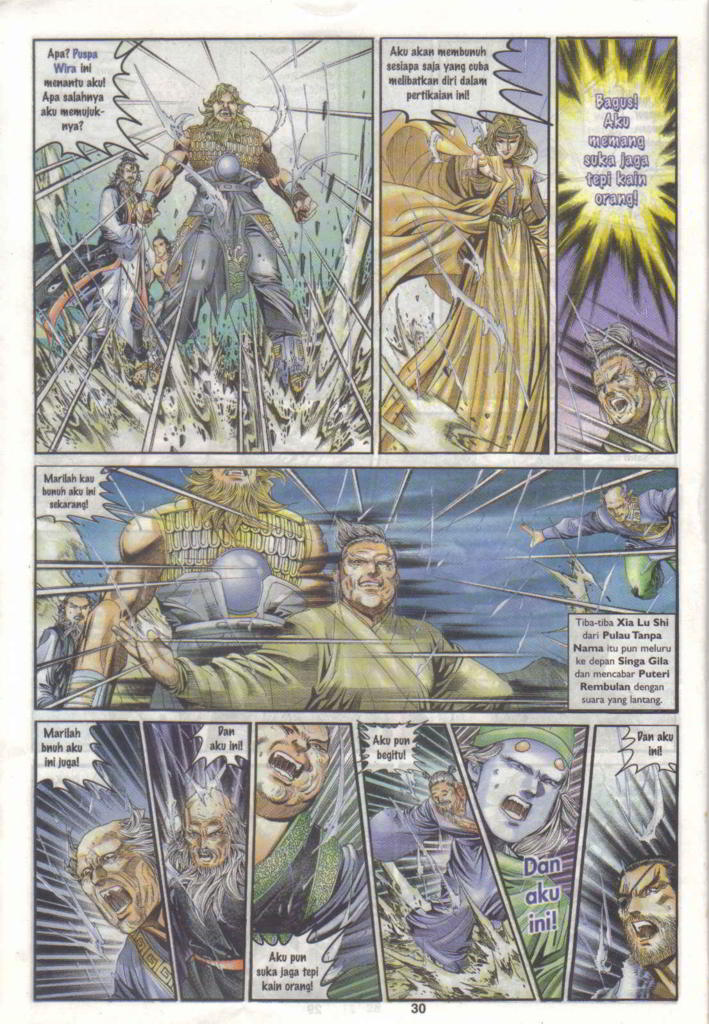 Apa? Puspa
Wira ini
menantu aku!
Apa salahnya
aku memujuk-
nya?
Aku akan membunuh
sesiapa saja yang cuba
melibatkan diri dalam
pertikaian ini!
Bagus!
Aku
memang
suka jaga
tepi kain
orang!
Marilah kau
bunuh aku ini
sekarang!
Tiba-tiba Xia Lu Shi
dari Pulau Tanpa
Nama itu pun meluru
ke depan Singa Gila
dan mencabar Puteri
Rembulan dengan
suara yang lantang.
Marilah
bnuh aku
ini juga!
Dan
aku ini!
Aku pun
suka jaga tepi
kain orang!
Aku pun
begitu!
Dan
aku
ini!
Dan aku
ini!
30